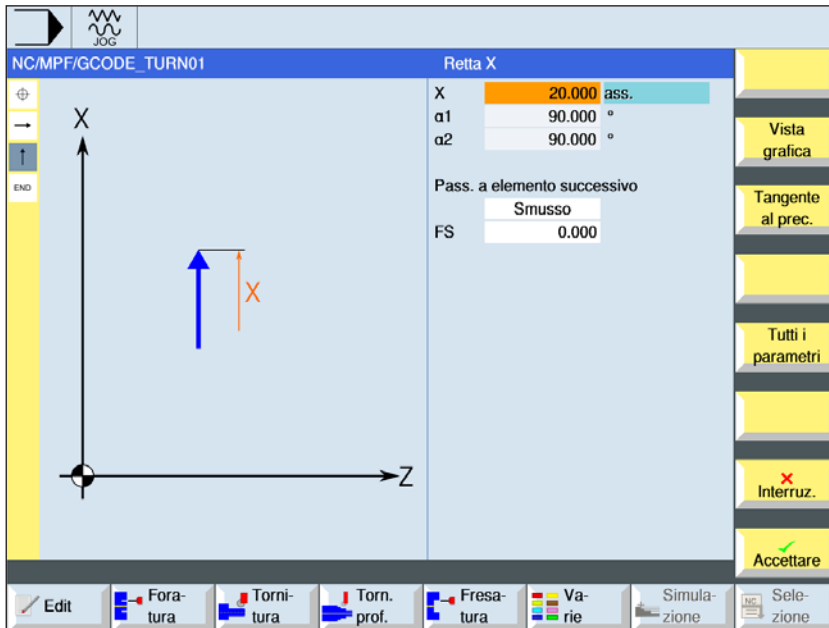 JOG
NC/MPF/GCODE_TURN01
Retta X
X 20.000 ass.
α1 90.000 °
α2 90.000 °
Pass. a elemento successivo
Smusso
FS 0.000
END
X
X
Z
Vista
grafica
Tangente
al prec.
Tutti i
parametri
Interruz.
Accettare
Edit
Fora-
tura
Torni-
tura
Torn.
prof.
Fresa-
tura
Va-
rie
Simula-
zione
NC
Sele-
zione